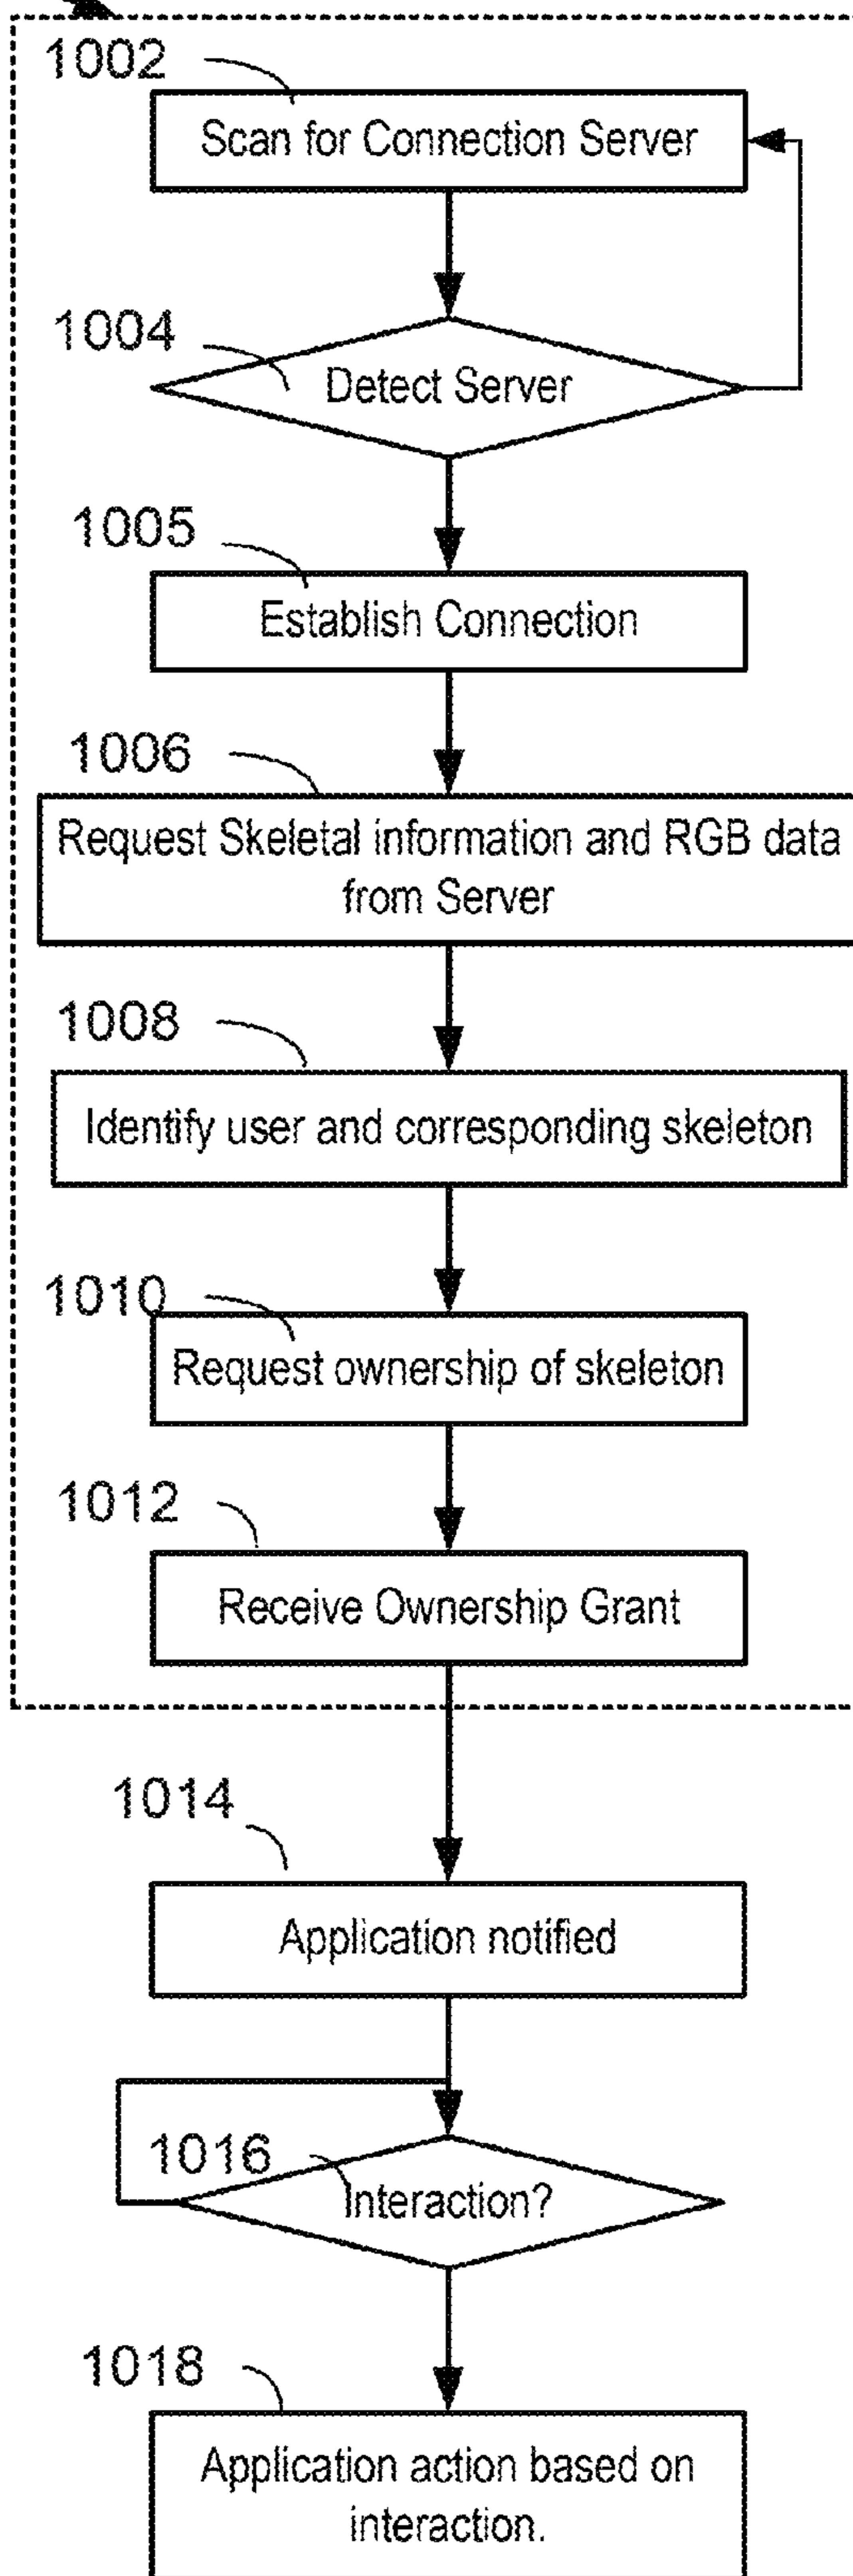 1002
Scan for Connection Server
1004
Detect Server
1005
Establish Connection
1006
Request Skeletal information and RGB data
from Server
1008
Identify user and corresponding skeleton
1010
Request ownership of skeleton
1012
Receive Ownership Grant
1014
Application notified
1016
Interaction?
1018
Application action based on
interaction.